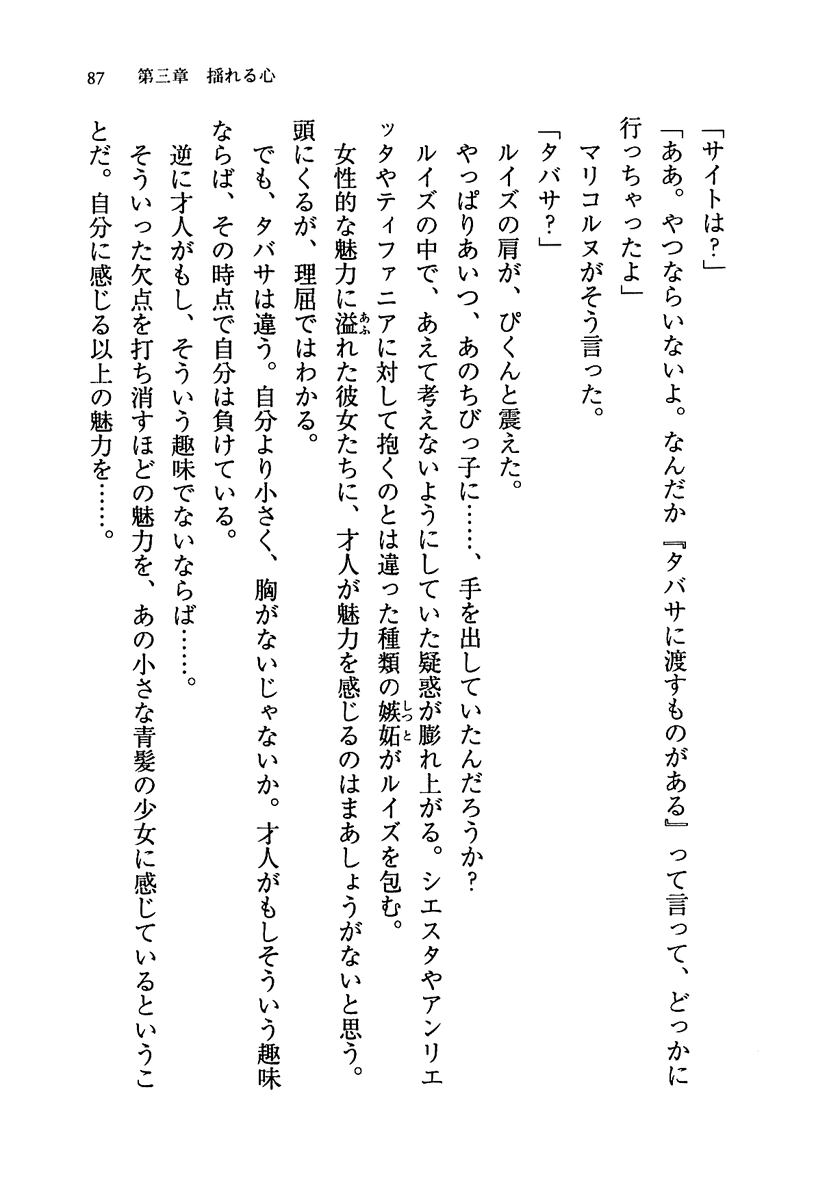 87　第三章　揺れる心
「サイトは？」
「ああ。やつならいないよ。なんだか『タバサに渡すものがある』って言って、どっかに
行っちゃったよ」
マリコルヌがそう言った。
「タバサ？」
ルイズの肩が、ぴくんと震えた。
やっぱりあいつ、あのちびっ子に……、手を出していたんだろうか？
ルイズの中で、あえて考えないようにしていた疑惑が膨れ上がる。シエスタやアンリエ
ッタやティファニアに対して抱くのとは違った種類の嫉妬がルイズを包む。
女性的な魅力に溢れた彼女たちに、才人が魅力を感じるのはまあしょうがないと思う。
頭にくるが、理屈ではわかる。
でも、タバサは違う。自分より小さく、胸がないじゃないか。才人がもしそういう趣味
ならば、その時点で自分は負けている。
逆に才人がもし、そういう趣味でないならば……。
そういった欠点を打ち消すほどの魅力を、あの小さな青髪の少女に感じているというこ
とだ。自分に感じる以上の魅力を……。